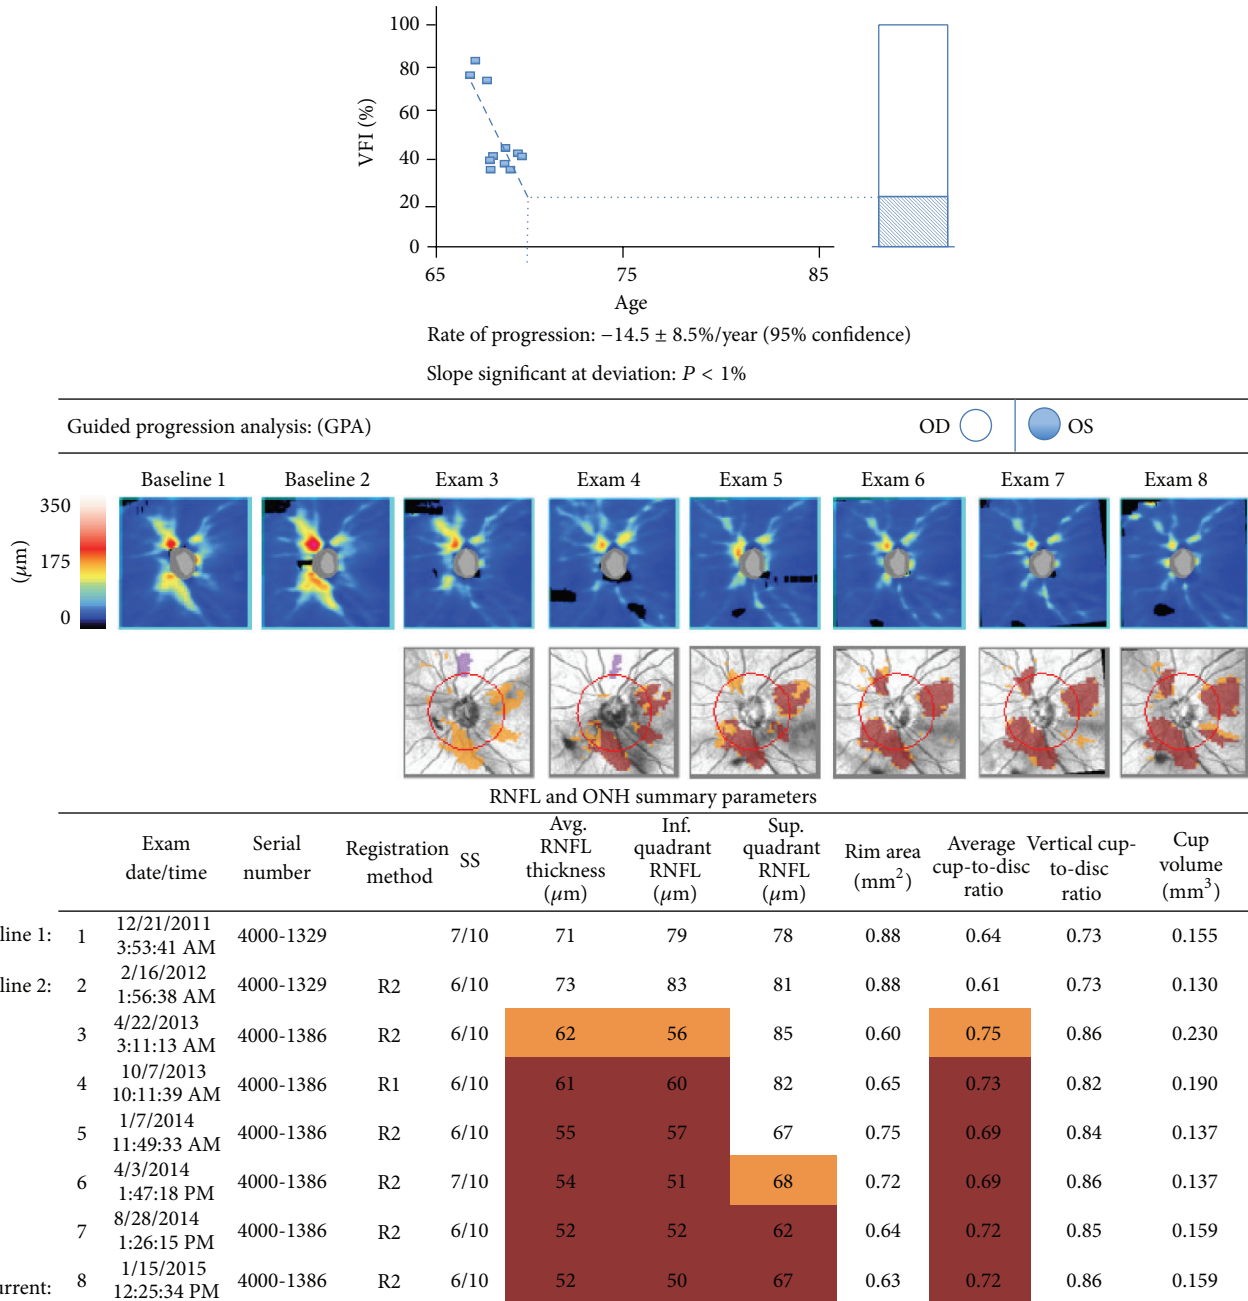 100
80
60
40
20
0
VFI (%)
65 75 85
Age
Rate of progression: −14.5 ± 8.5%/year (95% confidence)
Slope significant at deviation: P < 1%
Guided progression analysis: (GPA) OD OS
Baseline 1 Baseline 2 Exam 3 Exam 4 Exam 5 Exam 6 Exam 7 Exam 8
350
175
0
(μm)
RNFL and ONH summary parameters
Exam date/time Serial number Registration method SS Avg. RNFL thickness (μm) Inf. quadrant RNFL (μm) Sup. quadrant RNFL (μm) Rim area (mm²) Average cup-to-disc ratio Vertical cup-to-disc ratio Cup volume (mm³)
line 1: 1 12/21/2011 3:53:41 AM 4000-1329 7/10 71 79 78 0.88 0.64 0.73 0.155
line 2: 2 2/16/2012 1:56:38 AM 4000-1329 R2 6/10 73 83 81 0.88 0.61 0.73 0.130
3 4/22/2013 3:11:13 AM 4000-1386 R2 6/10 62 56 85 0.60 0.75 0.86 0.230
4 10/7/2013 10:11:39 AM 4000-1386 R1 6/10 61 60 82 0.65 0.73 0.82 0.190
5 1/7/2014 11:49:33 AM 4000-1386 R2 6/10 55 57 67 0.75 0.69 0.84 0.137
6 4/3/2014 1:47:18 PM 4000-1386 R2 7/10 54 51 68 0.72 0.69 0.86 0.137
7 8/28/2014 1:26:15 PM 4000-1386 R2 6/10 52 52 62 0.64 0.72 0.85 0.159
urrent: 8 1/15/2015 12:25:34 PM 4000-1386 R2 6/10 52 50 67 0.63 0.72 0.86 0.159